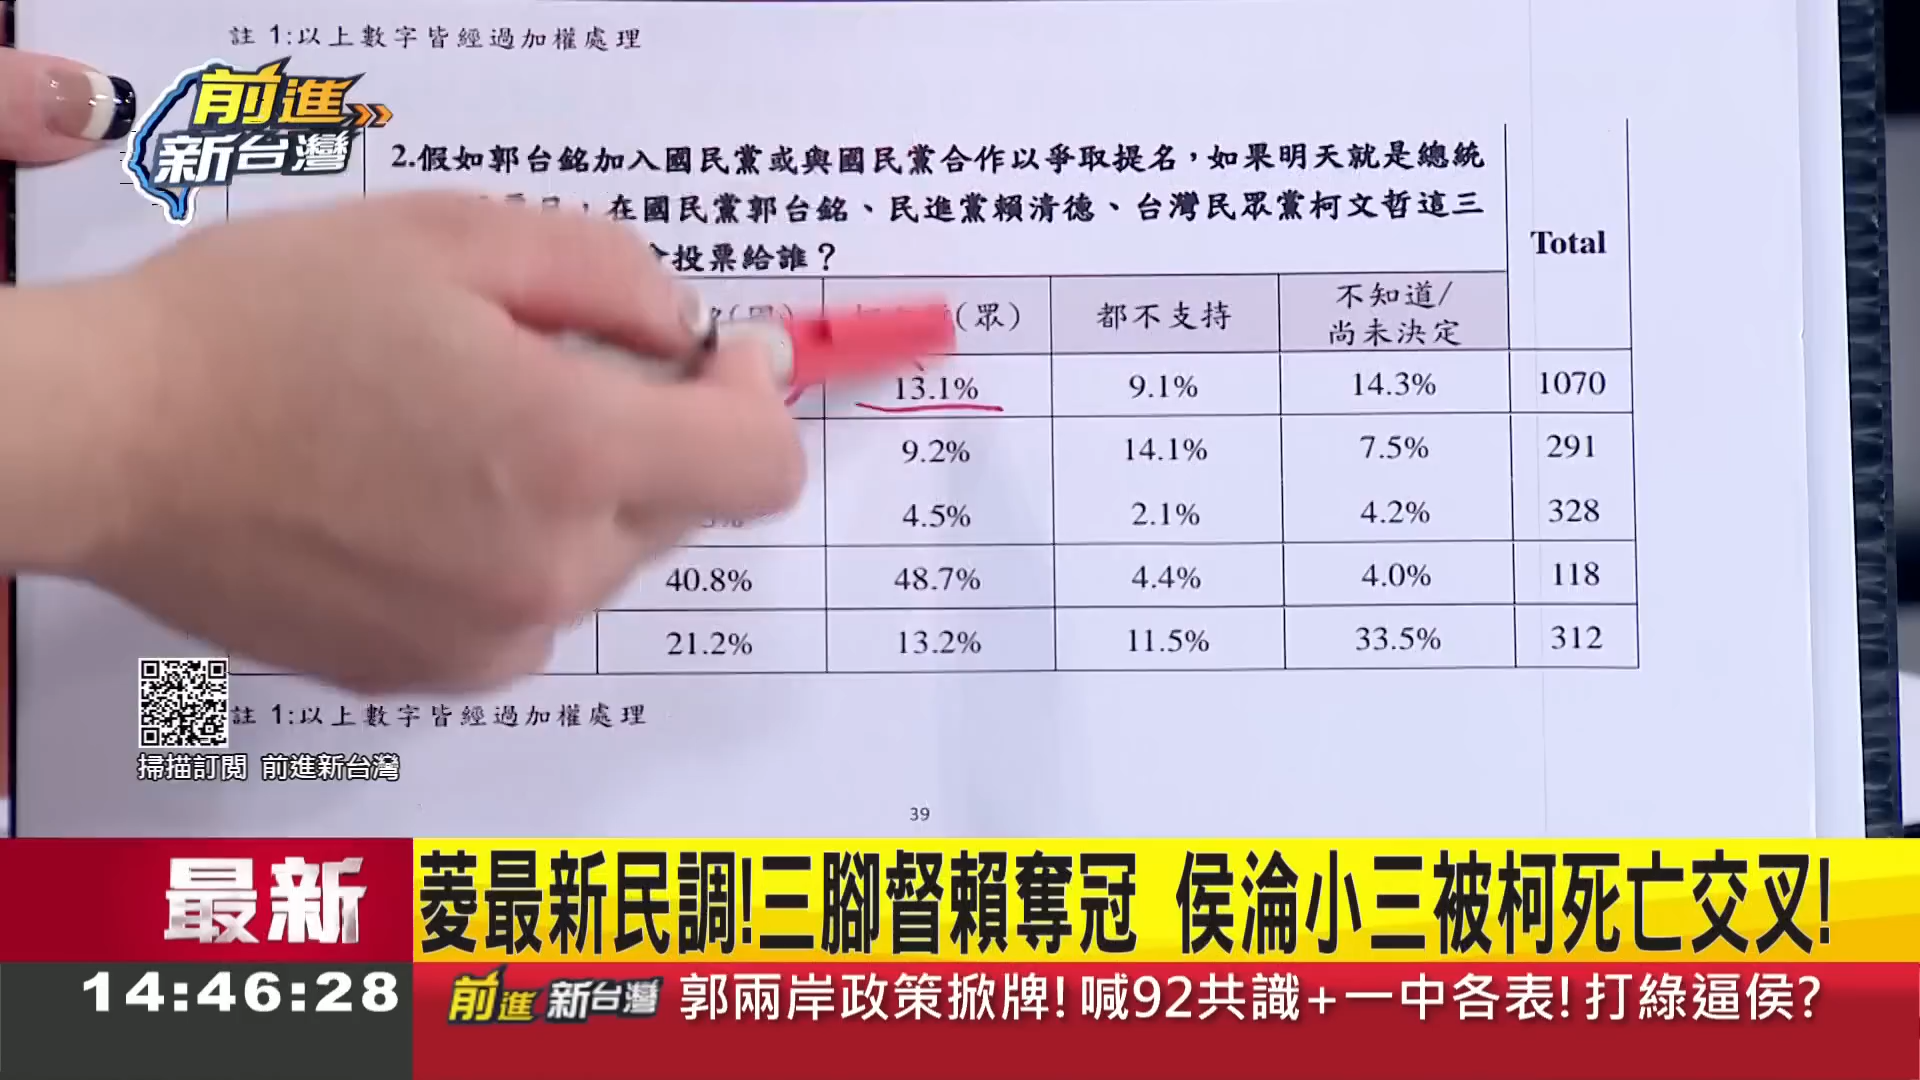 註 1:以上數字皆經過加權處理
前進
新台灣
2.假如郭台銘加入國民黨或與國民黨合作以爭取提名，如果明天就是總統
在國民黨郭台銘、民進黨賴清德、台灣民眾黨柯文哲這三
投票給誰？
Total
(眾)
都不支持
不知道/
尚未決定
13.1% 9.1% 14.3% 1070
9.2% 14.1% 7.5% 291
4.5% 2.1% 4.2% 328
40.8% 48.7% 4.4% 4.0% 118
21.2% 13.2% 11.5% 33.5% 312
註 1:以上數字皆經過加權處理
掃描訂閱 前進新台灣
39
最新
菱最新民調!三腳督賴奪冠 侯淪小三被柯死亡交叉!
14:46:28
前進新台灣
郭兩岸政策掀牌!喊92共識+一中各表!打綠逼侯?